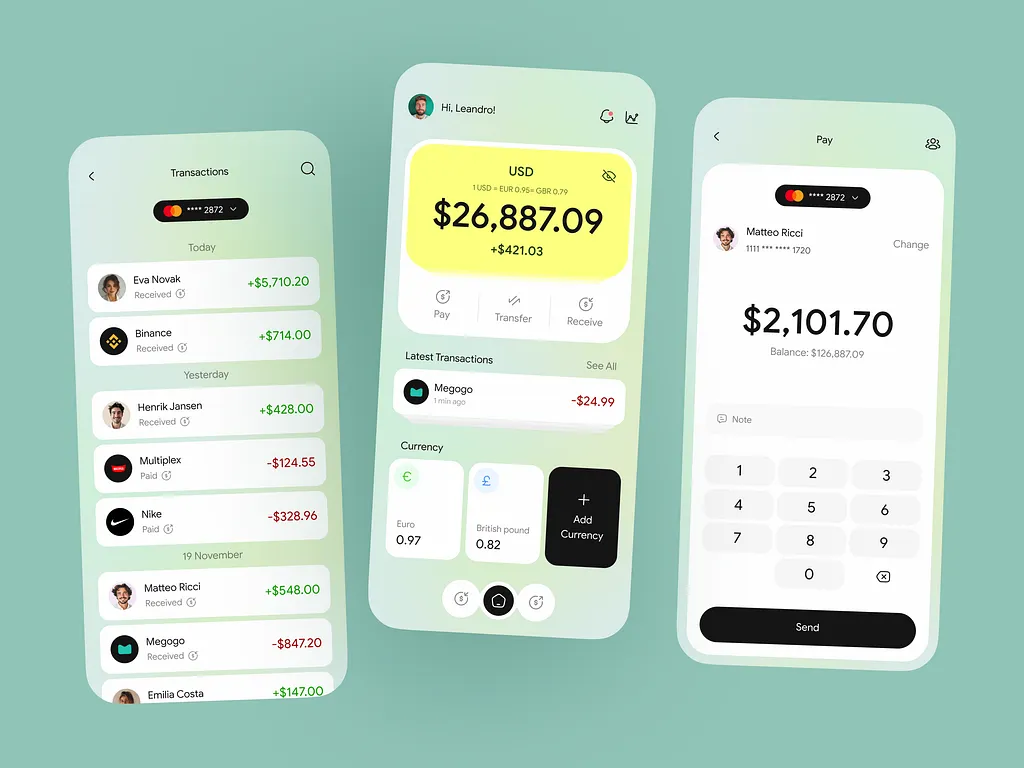 Transactions
**** 2872
Today
Eva Novak
Received
+$5,710.20
Binance
Received
+$714.00
Yesterday
Henrik Jansen
Received
+$428.00
Multiplex
Paid
-$124.55
Nike
Paid
-$328.96
19 November
Matteo Ricci
Received
+$548.00
Megogo
Received
-$847.20
Emilia Costa
+$147.00
Hi, Leandro!
USD
1 USD = EUR 0.95= GBR 0.79
$26,887.09
+$421.03
Pay
Transfer
Receive
Latest Transactions
See All
Megogo
1 min ago
-$24.99
Currency
€
Euro
0.97
£
British pound
0.82
+
Add
Currency
Pay
**** 2872
Matteo Ricci
1111 *** **** 1720
Change
$2,101.70
Balance: $126,887.09
Note
1 2 3
4 5 6
7 8 9
0
Send